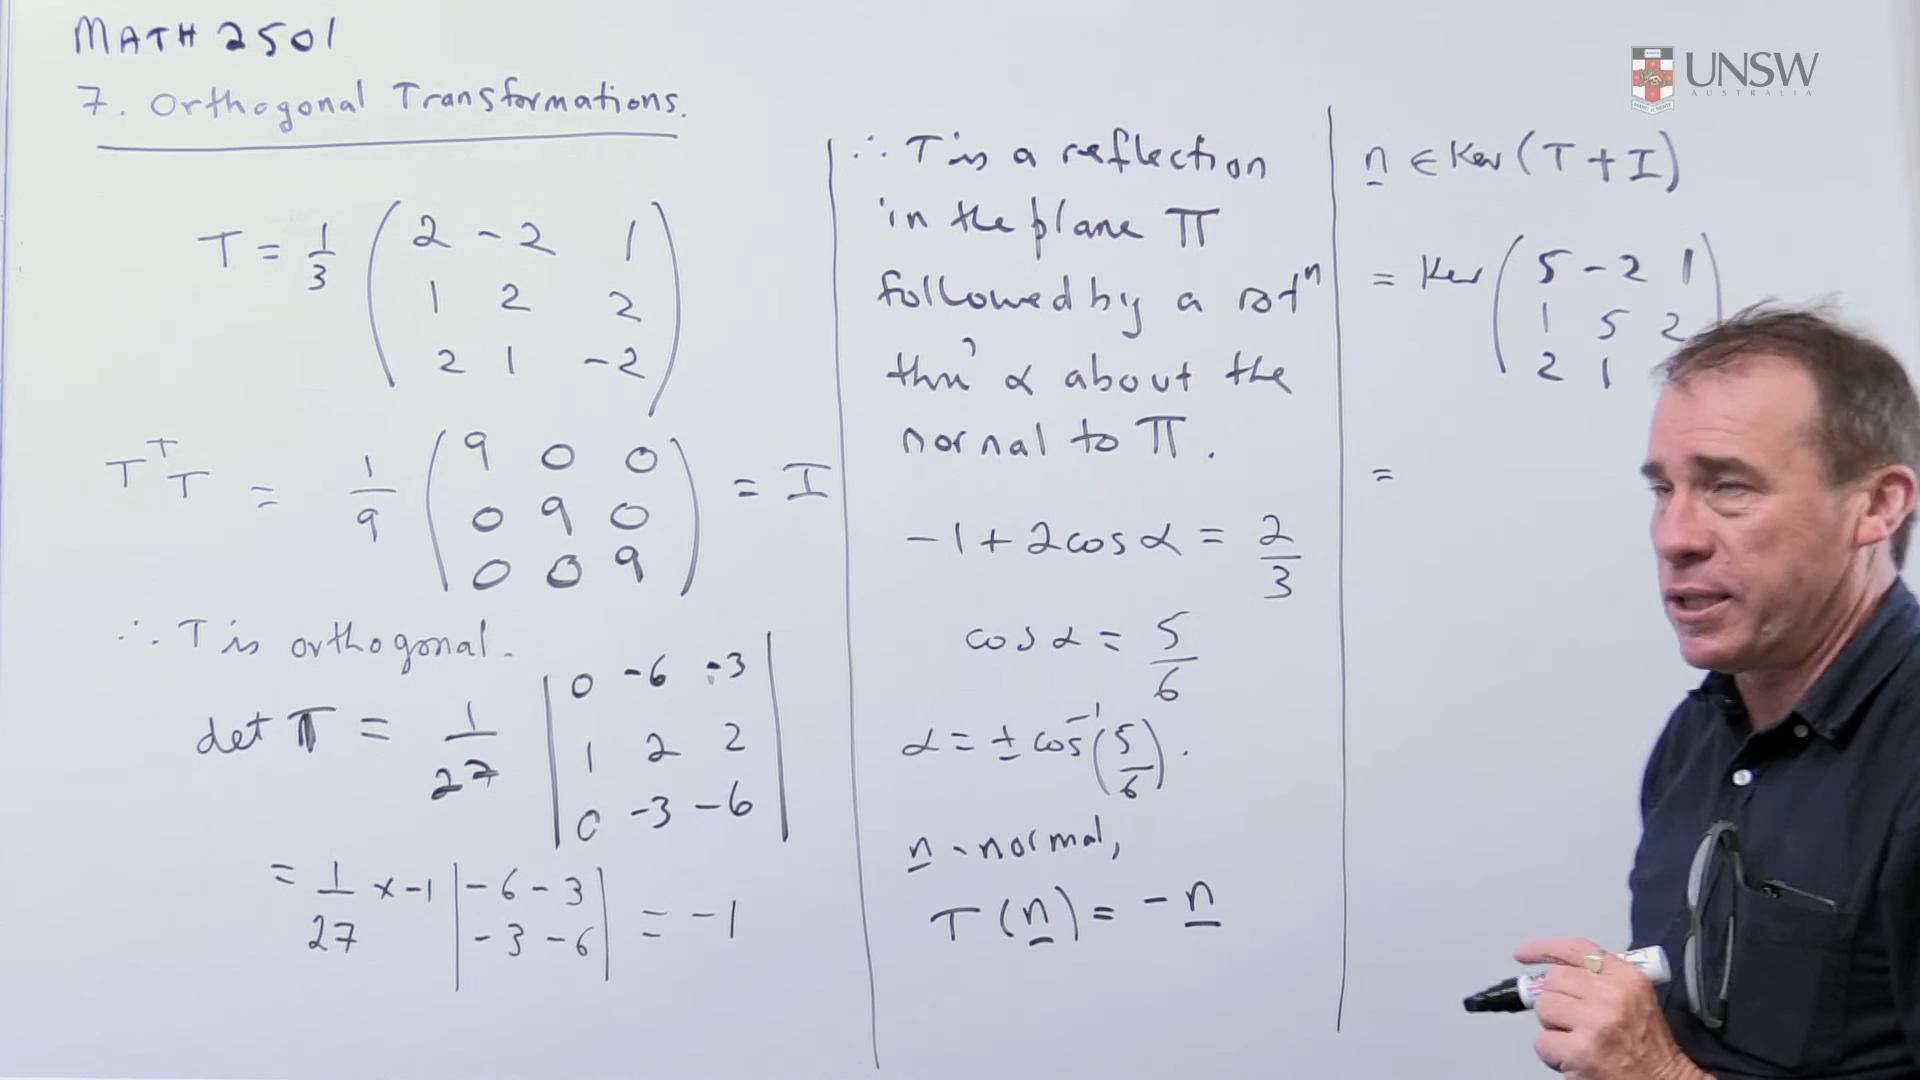 MATH 2501
7. Orthogonal Transformations.
T = 1/3 ( 2 -2 1
1 2 2
2 1 -2 )
TᵀT = 1/9 ( 9 0 0
0 9 0
0 0 9 ) = I
∴ T is orthogonal.
det T = 1/27 | 0 -6 -3
1 2 2
0 -3 -6 |
= 1/27 × -1 | -6 -3
-3 -6 | = -1
∴ T is a reflection
in the plane π
followed by a rotⁿ
thru' α about the
normal to π.
-1 + 2cos α = 2/3
cos α = 5/6
α = ± cos⁻¹(5/6).
n - normal,
T(n) = -n
n ∈ Ker(T + I)
= Ker ( 5 -2 1 )
1 5 2
2 1
=
UNSW
AUSTRALIA